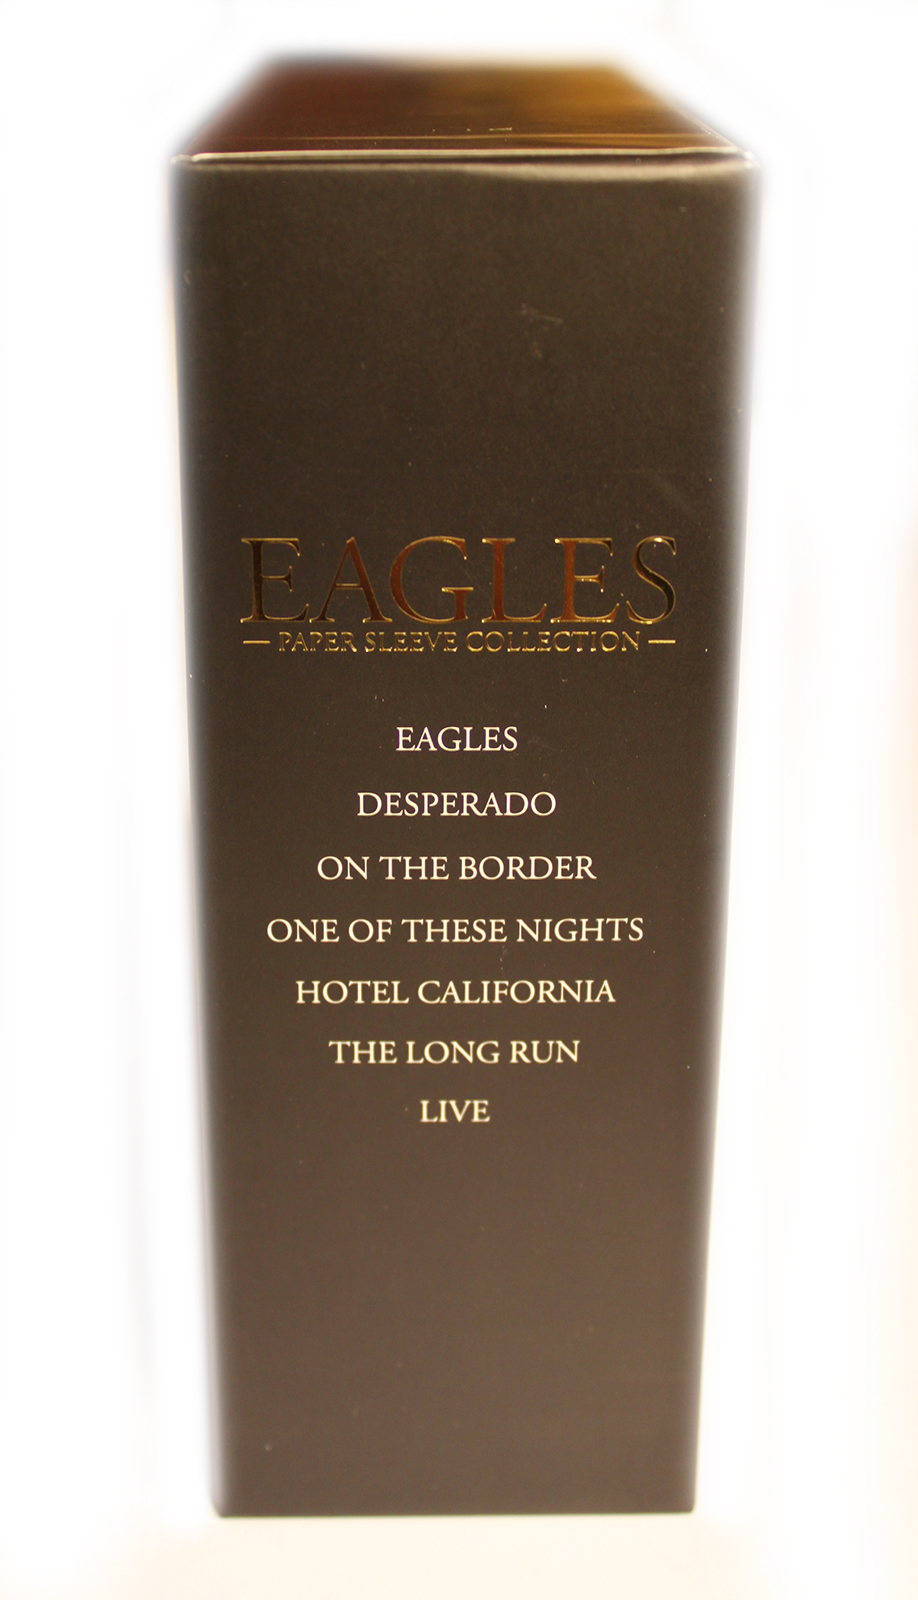 EAGLES
— PAPER SLEEVE COLLECTION —
EAGLES
DESPERADO
ON THE BORDER
ONE OF THESE NIGHTS
HOTEL CALIFORNIA
THE LONG RUN
LIVE